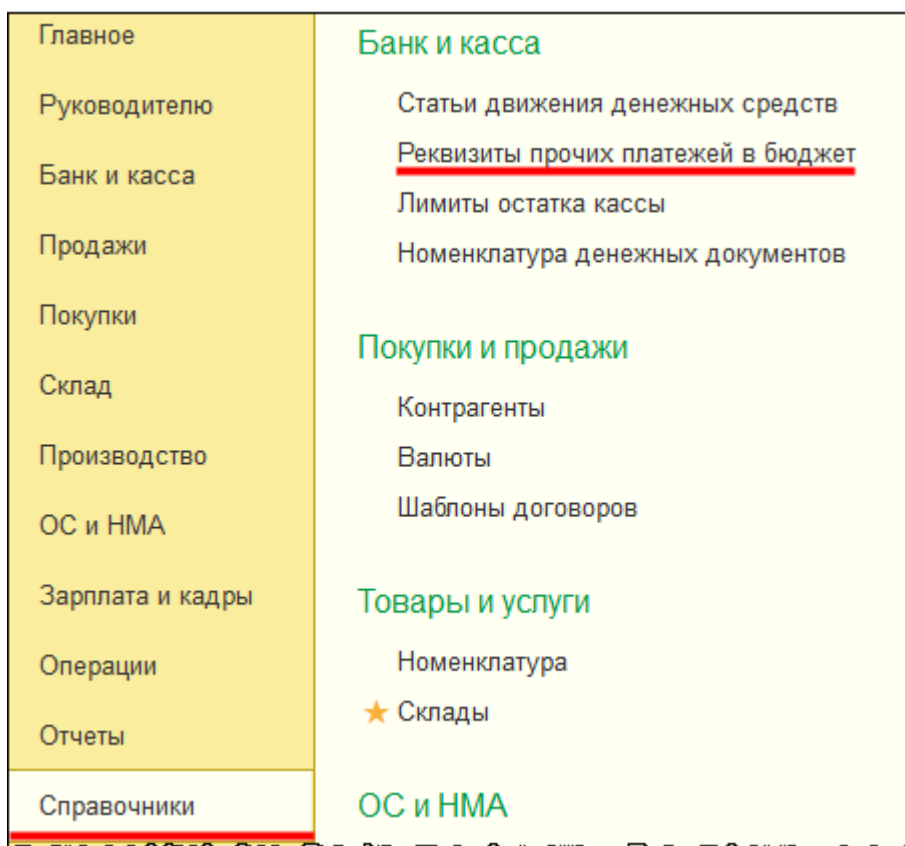 Главное
Руководителю
Банк и касса
Продажи
Покупки
Склад
Производство
ОС и НМА
Зарплата и кадры
Операции
Отчеты
Справочники
Банк и касса
Статьи движения денежных средств
Реквизиты прочих платежей в бюджет
Лимиты остатка кассы
Номенклатура денежных документов
Покупки и продажи
Контрагенты
Валюты
Шаблоны договоров
Товары и услуги
Номенклатура
Склады
ОС и НМА